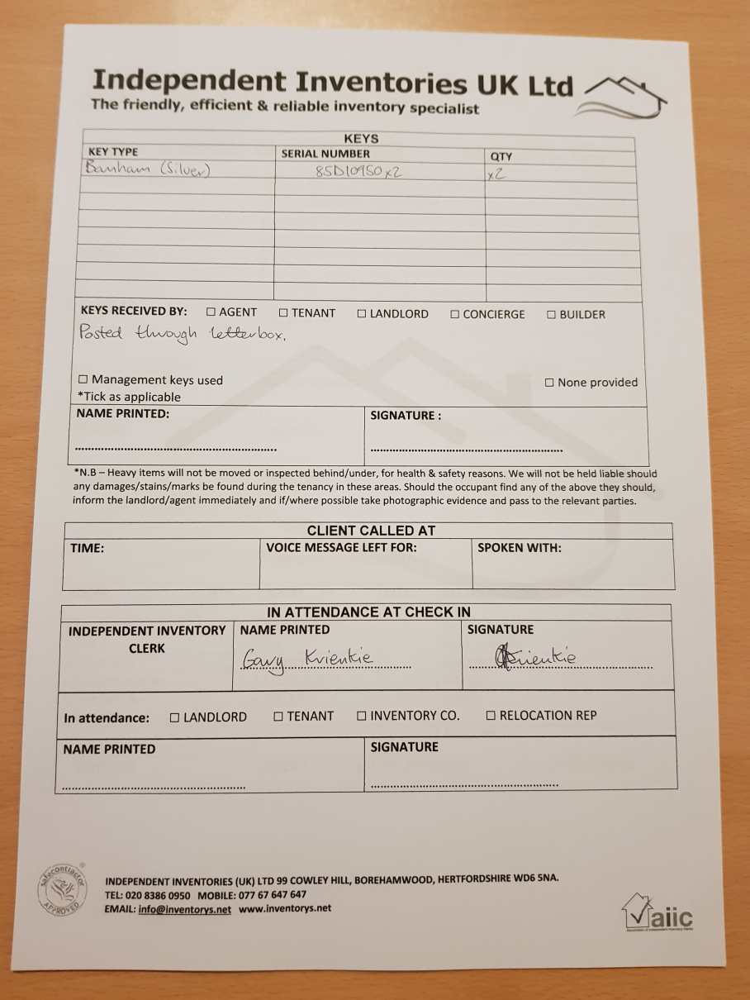 Independent Inventories UK Ltd
The friendly, efficient & reliable inventory specialist
KEYS
KEY TYPE SERIAL NUMBER QTY
Banham (Silver) 85D10950 x2 x2
KEYS RECEIVED BY: ☐ AGENT ☐ TENANT ☐ LANDLORD ☐ CONCIERGE ☐ BUILDER
Posted through letterbox.
☐ Management keys used ☐ None provided
*Tick as applicable
NAME PRINTED: SIGNATURE :
*N.B – Heavy items will not be moved or inspected behind/under, for health & safety reasons. We will not be held liable should
any damages/stains/marks be found during the tenancy in these areas. Should the occupant find any of the above they should,
inform the landlord/agent immediately and if/where possible take photographic evidence and pass to the relevant parties.
CLIENT CALLED AT
TIME: VOICE MESSAGE LEFT FOR: SPOKEN WITH:
IN ATTENDANCE AT CHECK IN
INDEPENDENT INVENTORY CLERK NAME PRINTED SIGNATURE
Gary Krienkie Krienkie
In attendance: ☐ LANDLORD ☐ TENANT ☐ INVENTORY CO. ☐ RELOCATION REP
NAME PRINTED SIGNATURE
safecontractor
APPROVED
INDEPENDENT INVENTORIES (UK) LTD 99 COWLEY HILL, BOREHAMWOOD, HERTFORDSHIRE WD6 5NA.
TEL: 020 8386 0950 MOBILE: 077 67 647 647
EMAIL: info@inventorys.net www.inventorys.net
aiic
Association of Independent Inventory Clerks